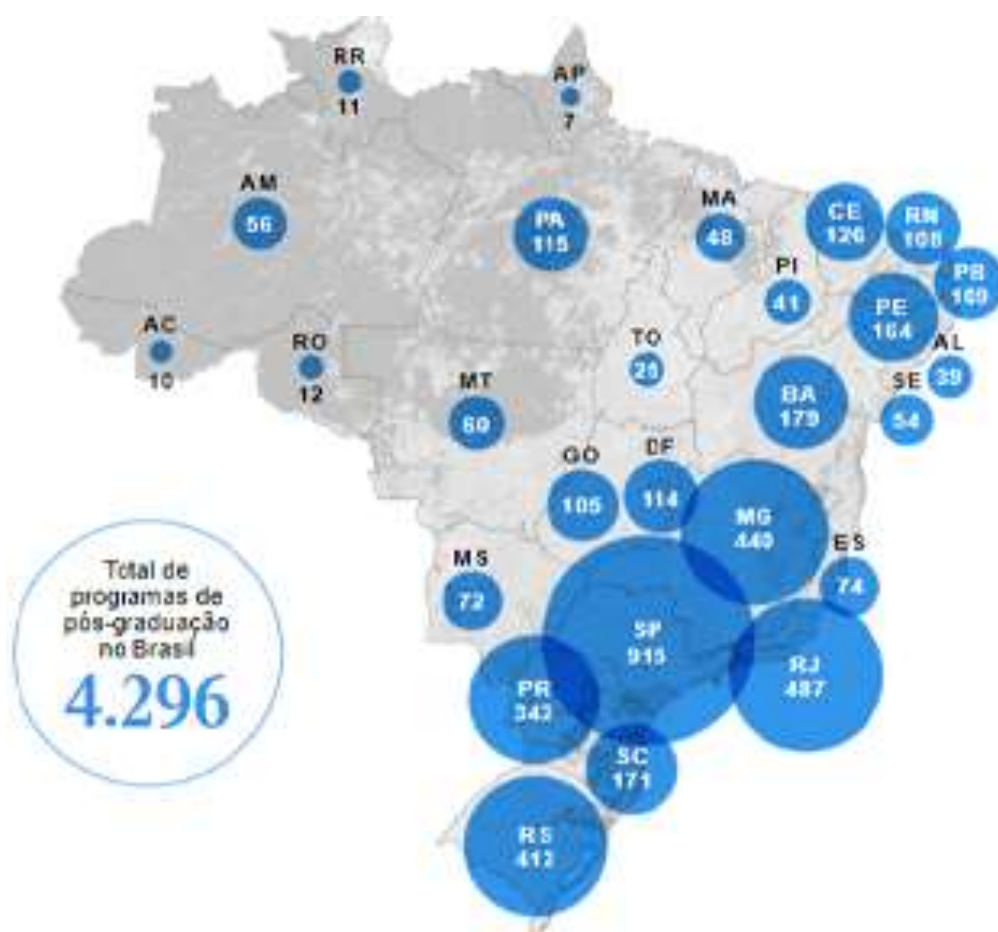 RR
11
AP
7
AM
56
PA
115
MA
48
CE
126
RN
108
PI
41
PB
109
PE
164
AC
10
RO
12
TO
25
AL
39
SE
54
MT
60
BA
179
GO
105
DF
114
MG
440
ES
74
MS
72
SP
915
RJ
487
PR
342
SC
171
RS
412
Total de
programas de
pós-graduação
no Brasil
4.296